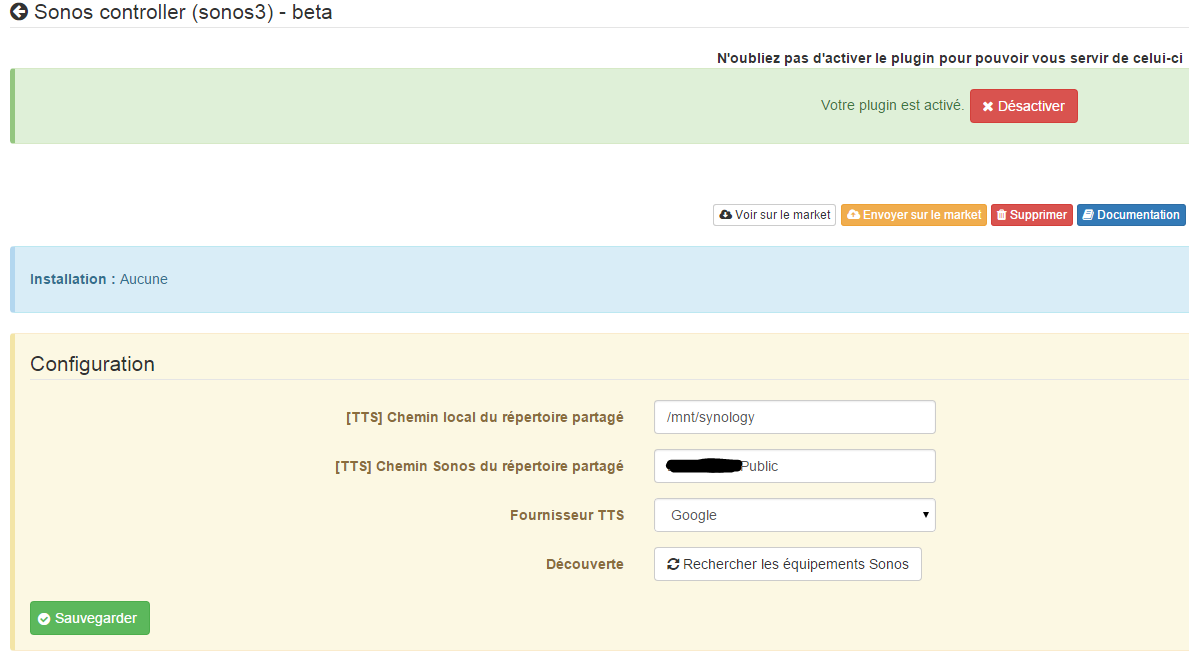 Sonos controller (sonos3) - beta
N'oubliez pas d'activer le plugin pour pouvoir vous servir de celui-ci
Votre plugin est activé. Désactiver
Voir sur le market Envoyer sur le market Supprimer Documentation
Installation : Aucune
Configuration
[TTS] Chemin local du répertoire partagé /mnt/synology
[TTS] Chemin Sonos du répertoire partagé Public
Fournisseur TTS Google
Découverte Rechercher les équipements Sonos
Sauvegarder